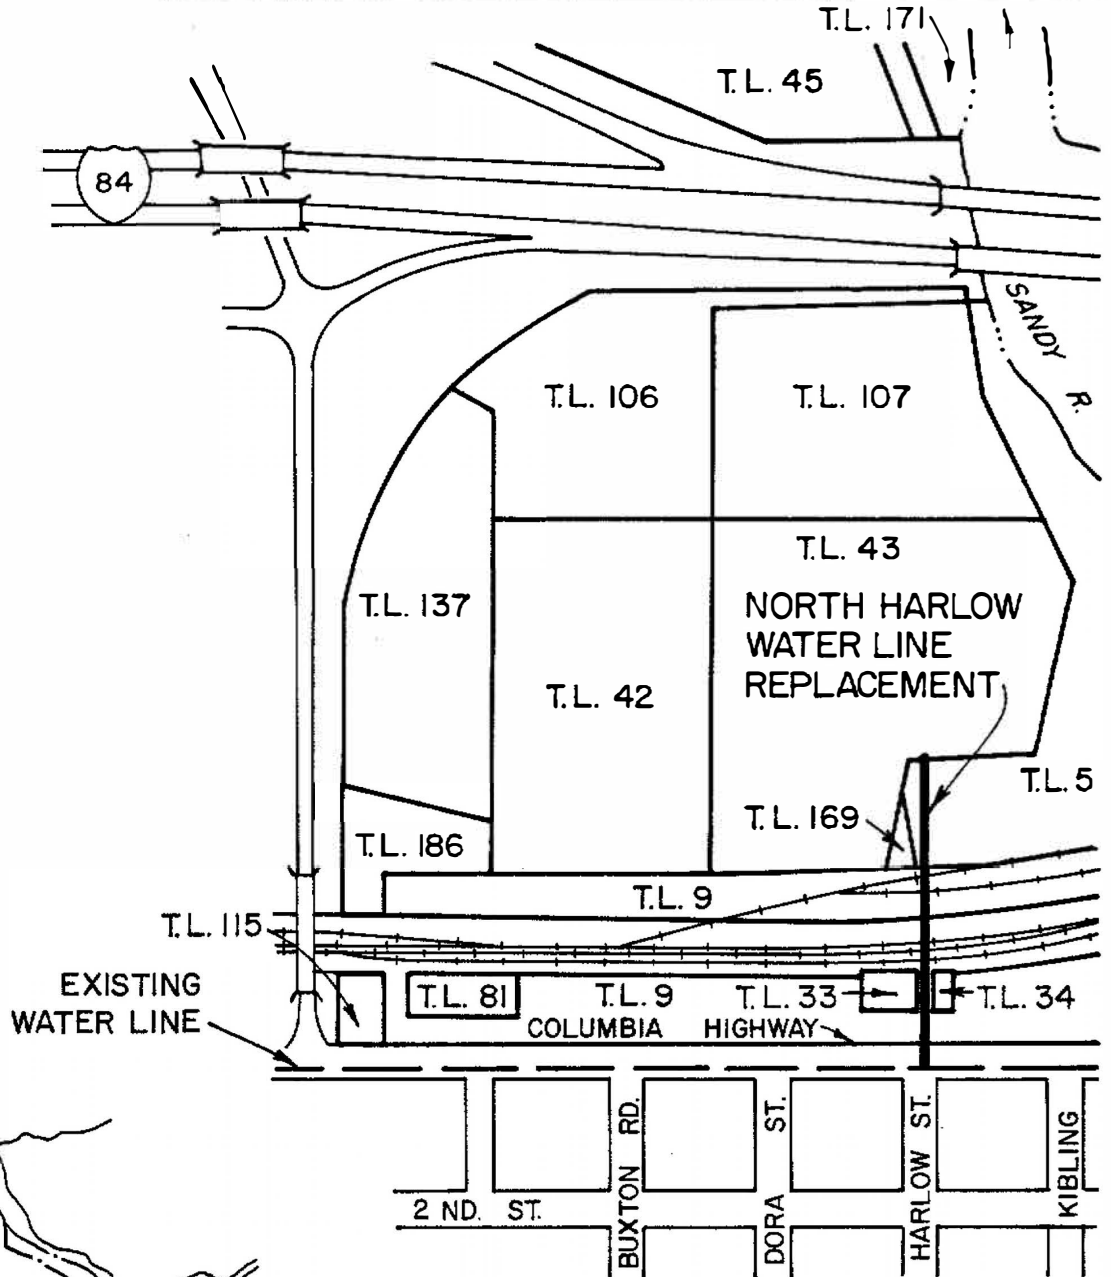 T.L. 171
T.L. 45
84
SANDY
R.
T.L. 106
T.L. 107
T.L. 43
T.L. 137
NORTH HARLOW
WATER LINE
REPLACEMENT
T.L. 42
T.L. 5
T.L. 169
T.L. 186
T.L. 9
T.L. 115
EXISTING
WATER LINE
T.L. 81
T.L. 9
T.L. 33
T.L. 34
COLUMBIA HIGHWAY
2 ND. ST.
BUXTON RD.
DORA ST.
HARLOW ST.
KIBLING